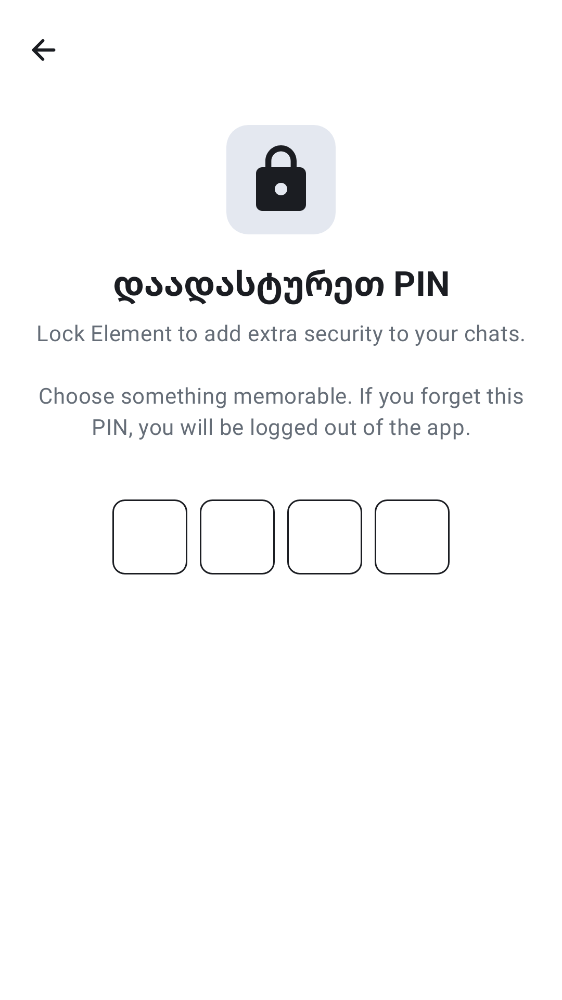 დაადასტურეთ PIN
Lock Element to add extra security to your chats.
Choose something memorable. If you forget this
PIN, you will be logged out of the app.